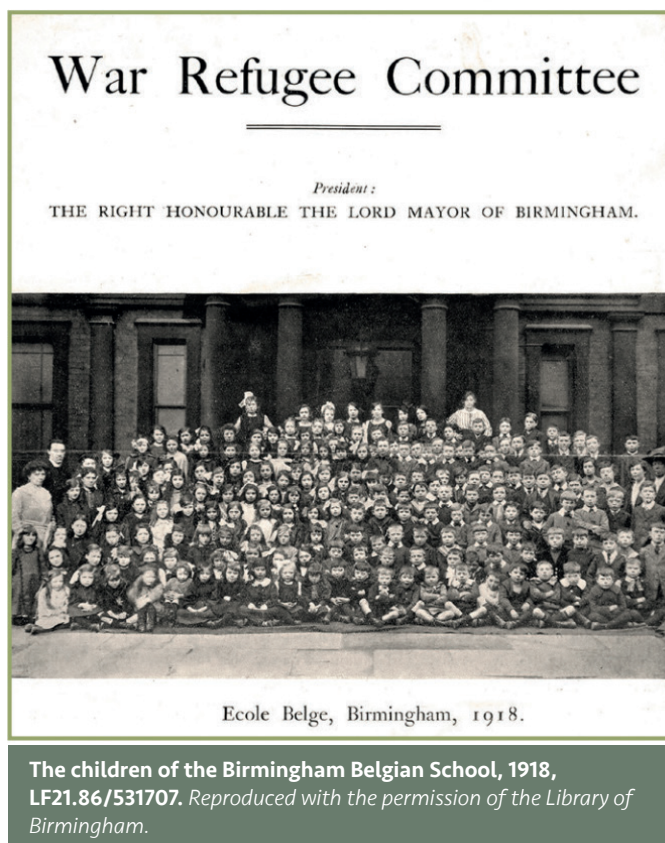 War Refugee Committee
President :
THE RIGHT HONOURABLE THE LORD MAYOR OF BIRMINGHAM.
Ecole Belge, Birmingham, 1918.
The children of the Birmingham Belgian School, 1918,
LF21.86/531707. Reproduced with the permission of the Library of
Birmingham.